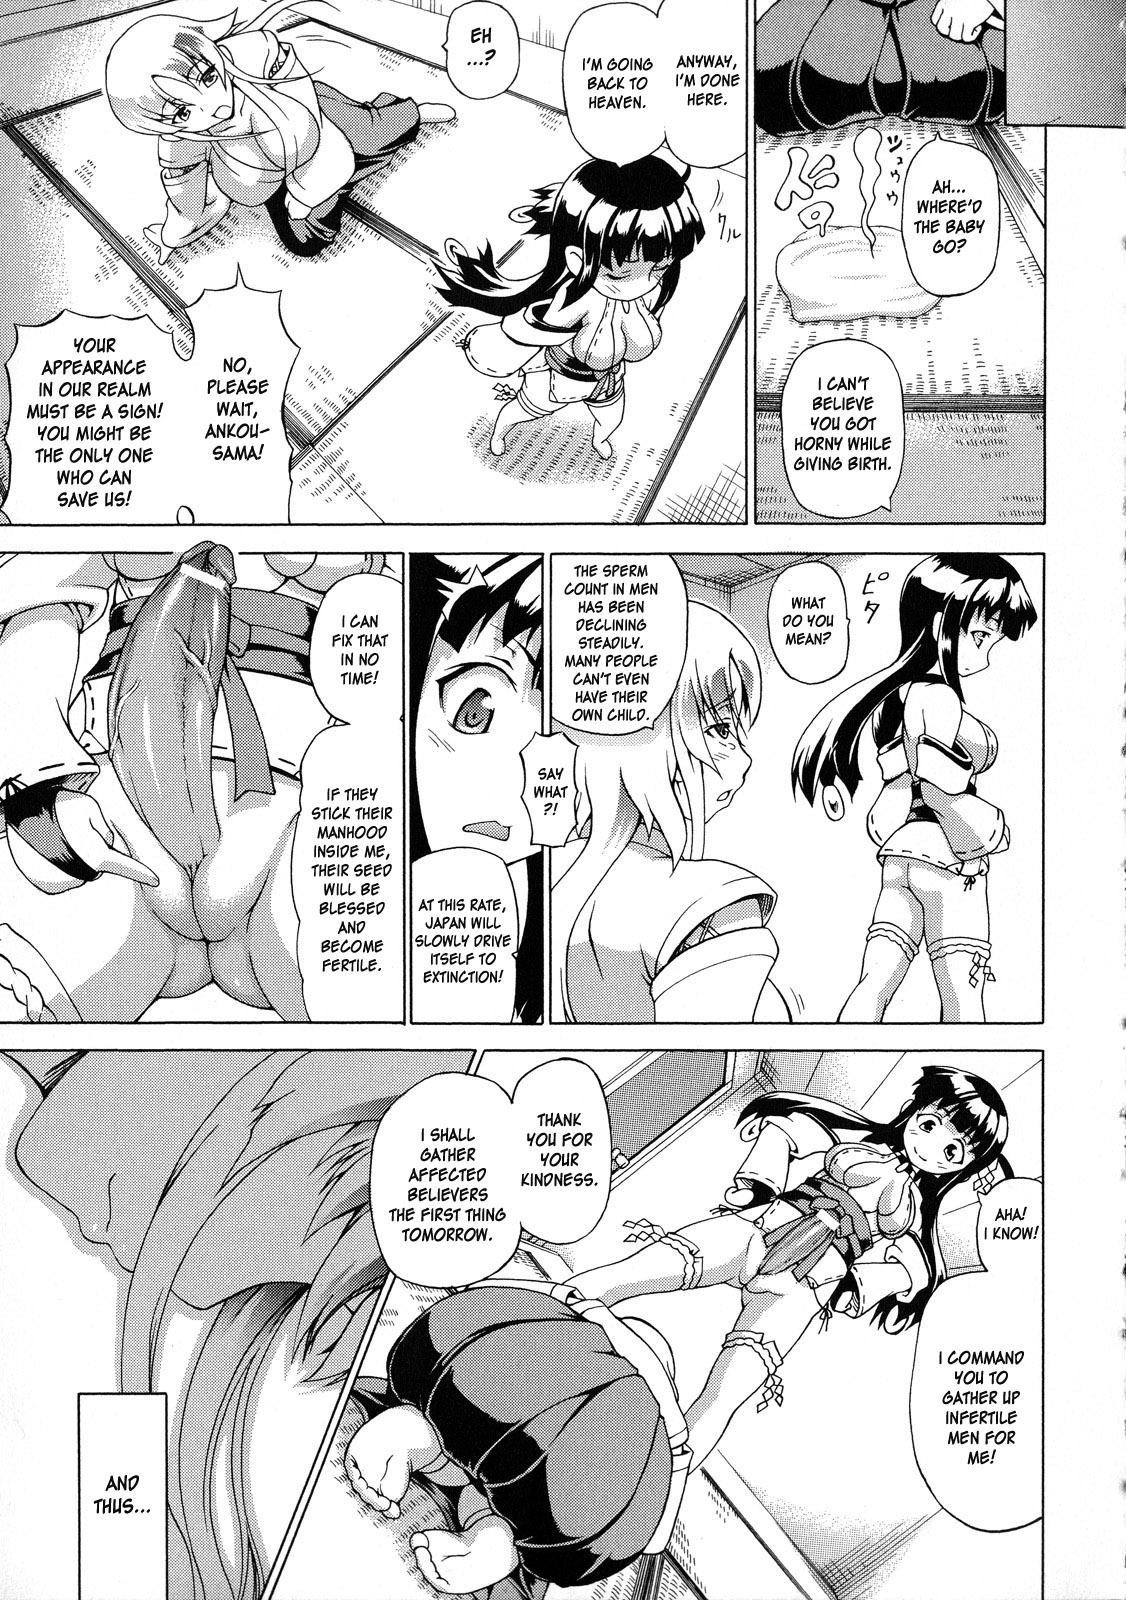 AH...
WHERE'D
THE BABY
GO?
I CAN'T
BELIEVE
YOU GOT
HORNY WHILE
GIVING BIRTH.
ANYWAY,
I'M DONE
HERE.
I'M GOING
BACK TO
HEAVEN.
クル
EH
...?
NO,
PLEASE
WAIT,
ANKOU-
SAMA!
YOUR
APPEARANCE
IN OUR REALM
MUST BE A SIGN!
YOU MIGHT BE
THE ONLY ONE
WHO CAN
SAVE US!
ピタ
WHAT
DO YOU
MEAN?
THE SPERM
COUNT IN MEN
HAS BEEN
DECLINING
STEADILY.
MANY PEOPLE
CAN'T EVEN
HAVE THEIR
OWN CHILD.
SAY
WHAT
?!
AT THIS RATE,
JAPAN WILL
SLOWLY DRIVE
ITSELF TO
EXTINCTION!
I CAN
FIX THAT
IN NO
TIME!
IF THEY
STICK THEIR
MANHOOD
INSIDE ME,
THEIR SEED
WILL BE
BLESSED
AND
BECOME
FERTILE.
AHA!
I KNOW!
I COMMAND
YOU TO
GATHER UP
INFERTILE
MEN FOR
ME!
THANK
YOU FOR
YOUR
KINDNESS.
I SHALL
GATHER
AFFECTED
BELIEVERS
THE FIRST THING
TOMORROW.
AND
THUS...